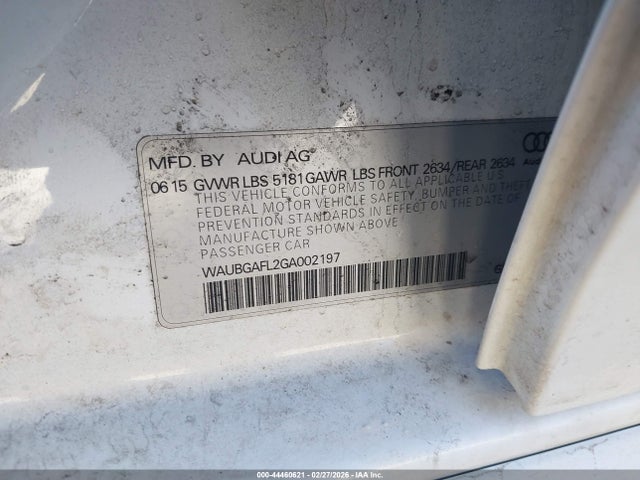 MFD. BY AUDI AG
06 15 GVWR LBS 5181 GAWR LBS FRONT 2634/REAR 2634
THIS VEHICLE CONFORMS TO ALL APPLICABLE U.S
FEDERAL MOTOR VEHICLE SAFETY, BUMPER AND THEFT
PREVENTION STANDARDS IN EFFECT ON THE DATE OF
MANUFACTURE SHOWN ABOVE
PASSENGER CAR
WAUBGAFL2GA002197
Aud
000-44460621 - 02/27/2026 - IAA Inc.